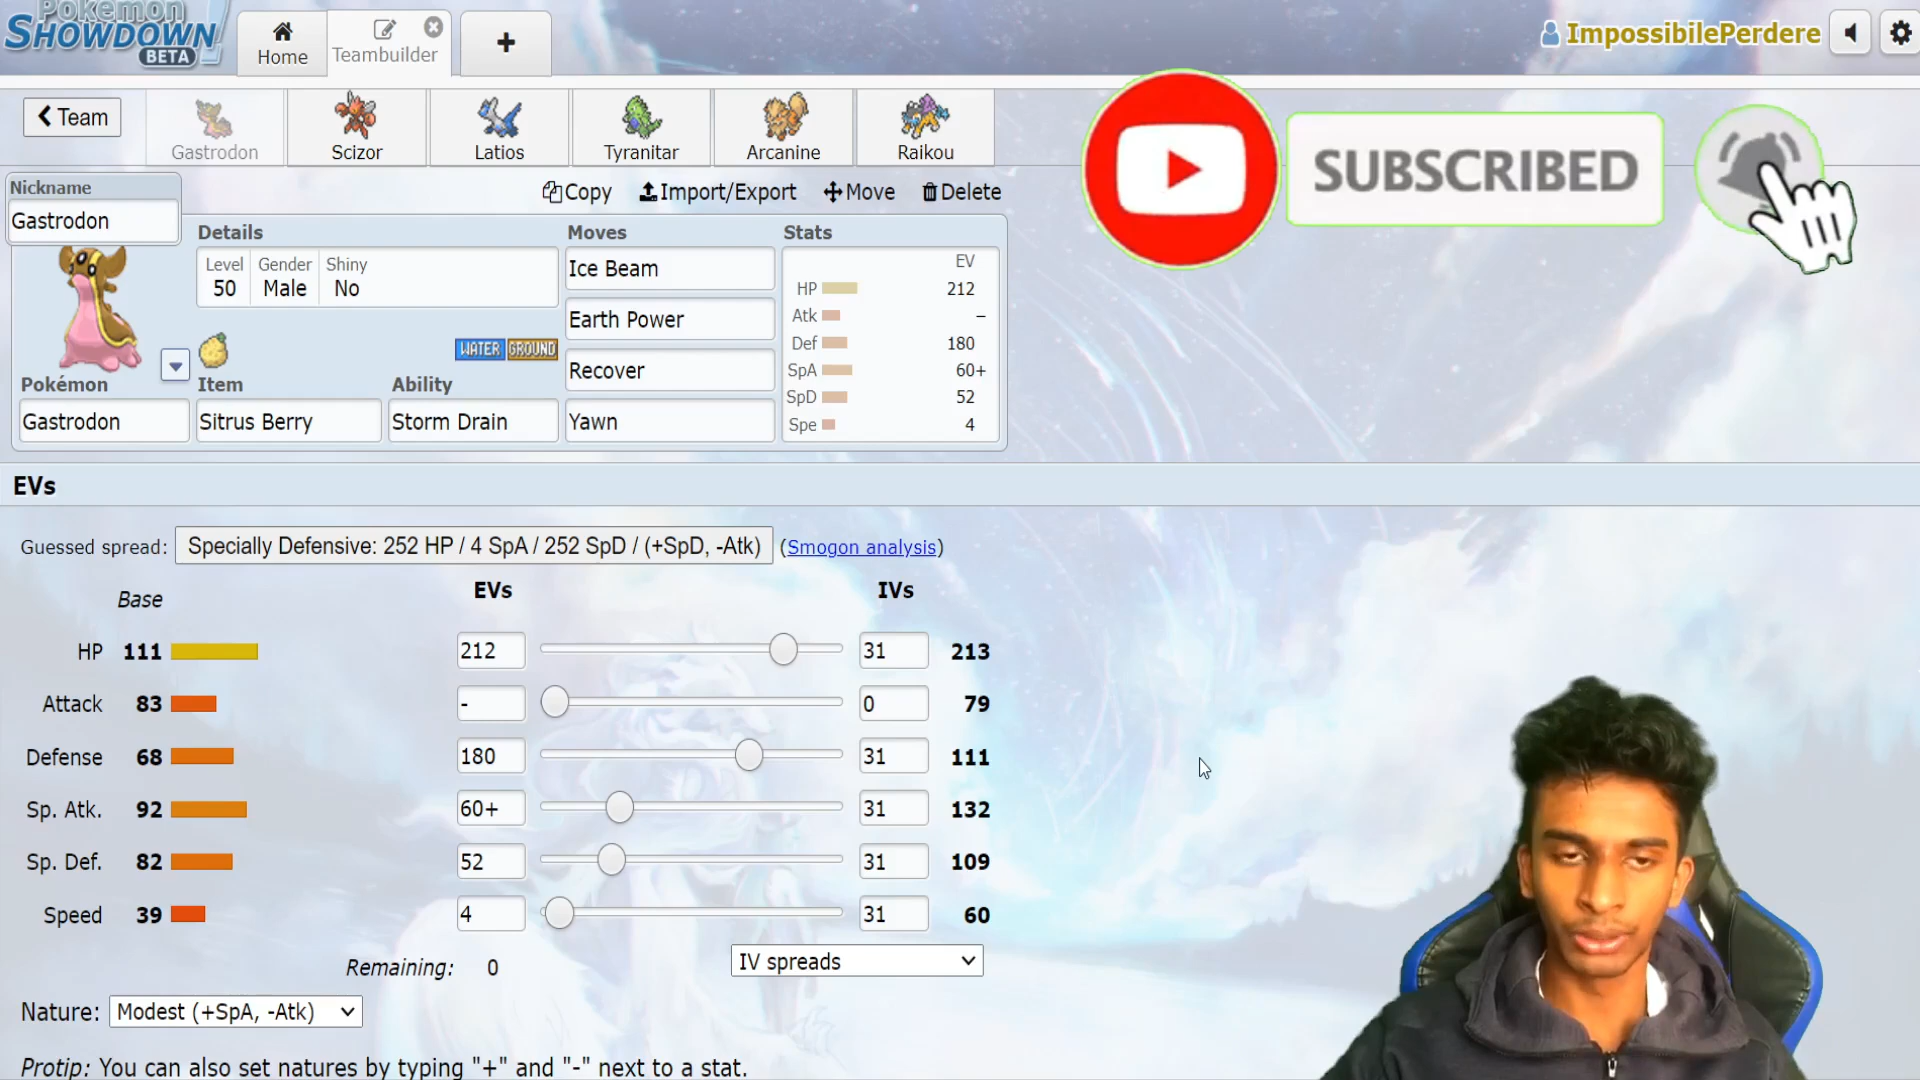 Pokémon
SHOWDOWN
BETA
Home
Teambuilder
+
ImpossibilePerdere
Team
Gastrodon
Scizor
Latios
Tyranitar
Arcanine
Raikou
SUBSCRIBED
Nickname
Gastrodon
Copy
Import/Export
Move
Delete
Details
Level
50
Gender
Male
Shiny
No
WATER GROUND
Pokémon
Gastrodon
Item
Sitrus Berry
Ability
Storm Drain
Moves
Ice Beam
Earth Power
Recover
Yawn
Stats
EV
HP 212
Atk –
Def 180
SpA 60+
SpD 52
Spe 4
EVs
Guessed spread: Specially Defensive: 252 HP / 4 SpA / 252 SpD / (+SpD, -Atk) (Smogon analysis)
Base EVs IVs
HP 111 212 31 213
Attack 83 - 0 79
Defense 68 180 31 111
Sp. Atk. 92 60+ 31 132
Sp. Def. 82 52 31 109
Speed 39 4 31 60
Remaining: 0
IV spreads
Nature: Modest (+SpA, -Atk)
Protip: You can also set natures by typing "+" and "-" next to a stat.